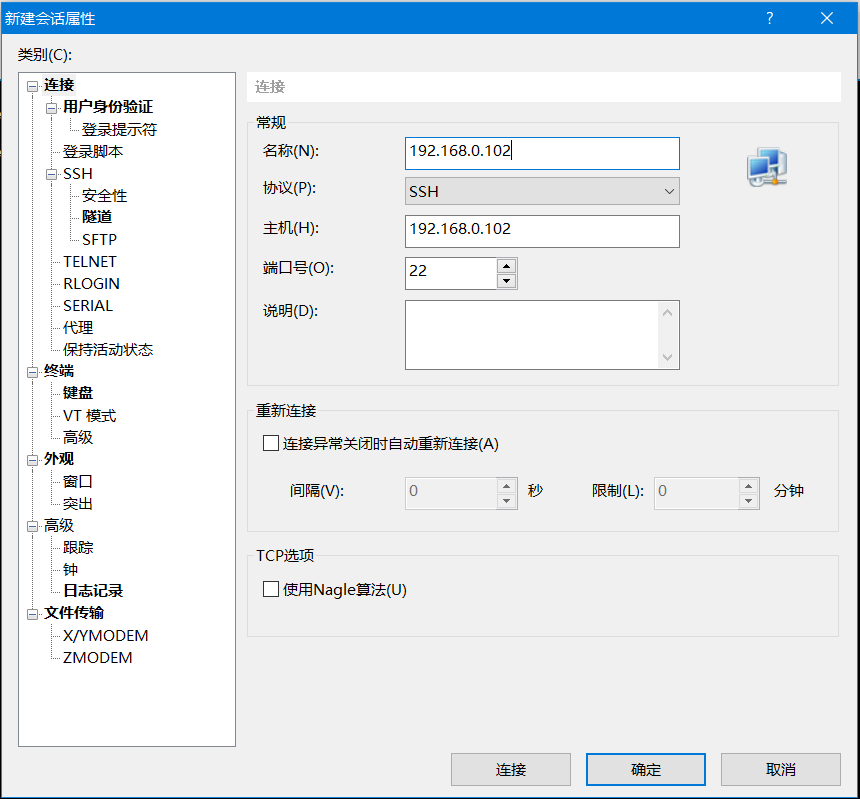 新建会话属性
类别(C):
连接
用户身份验证
登录提示符
登录脚本
SSH
安全性
隧道
SFTP
TELNET
RLOGIN
SERIAL
代理
保持活动状态
终端
键盘
VT 模式
高级
外观
窗口
突出
高级
跟踪
钟
日志记录
文件传输
X/YMODEM
ZMODEM
连接
常规
名称(N): 192.168.0.102
协议(P): SSH
主机(H): 192.168.0.102
端口号(O): 22
说明(D):
重新连接
连接异常关闭时自动重新连接(A)
间隔(V): 0 秒 限制(L): 0 分钟
TCP选项
使用Nagle算法(U)
连接 确定 取消